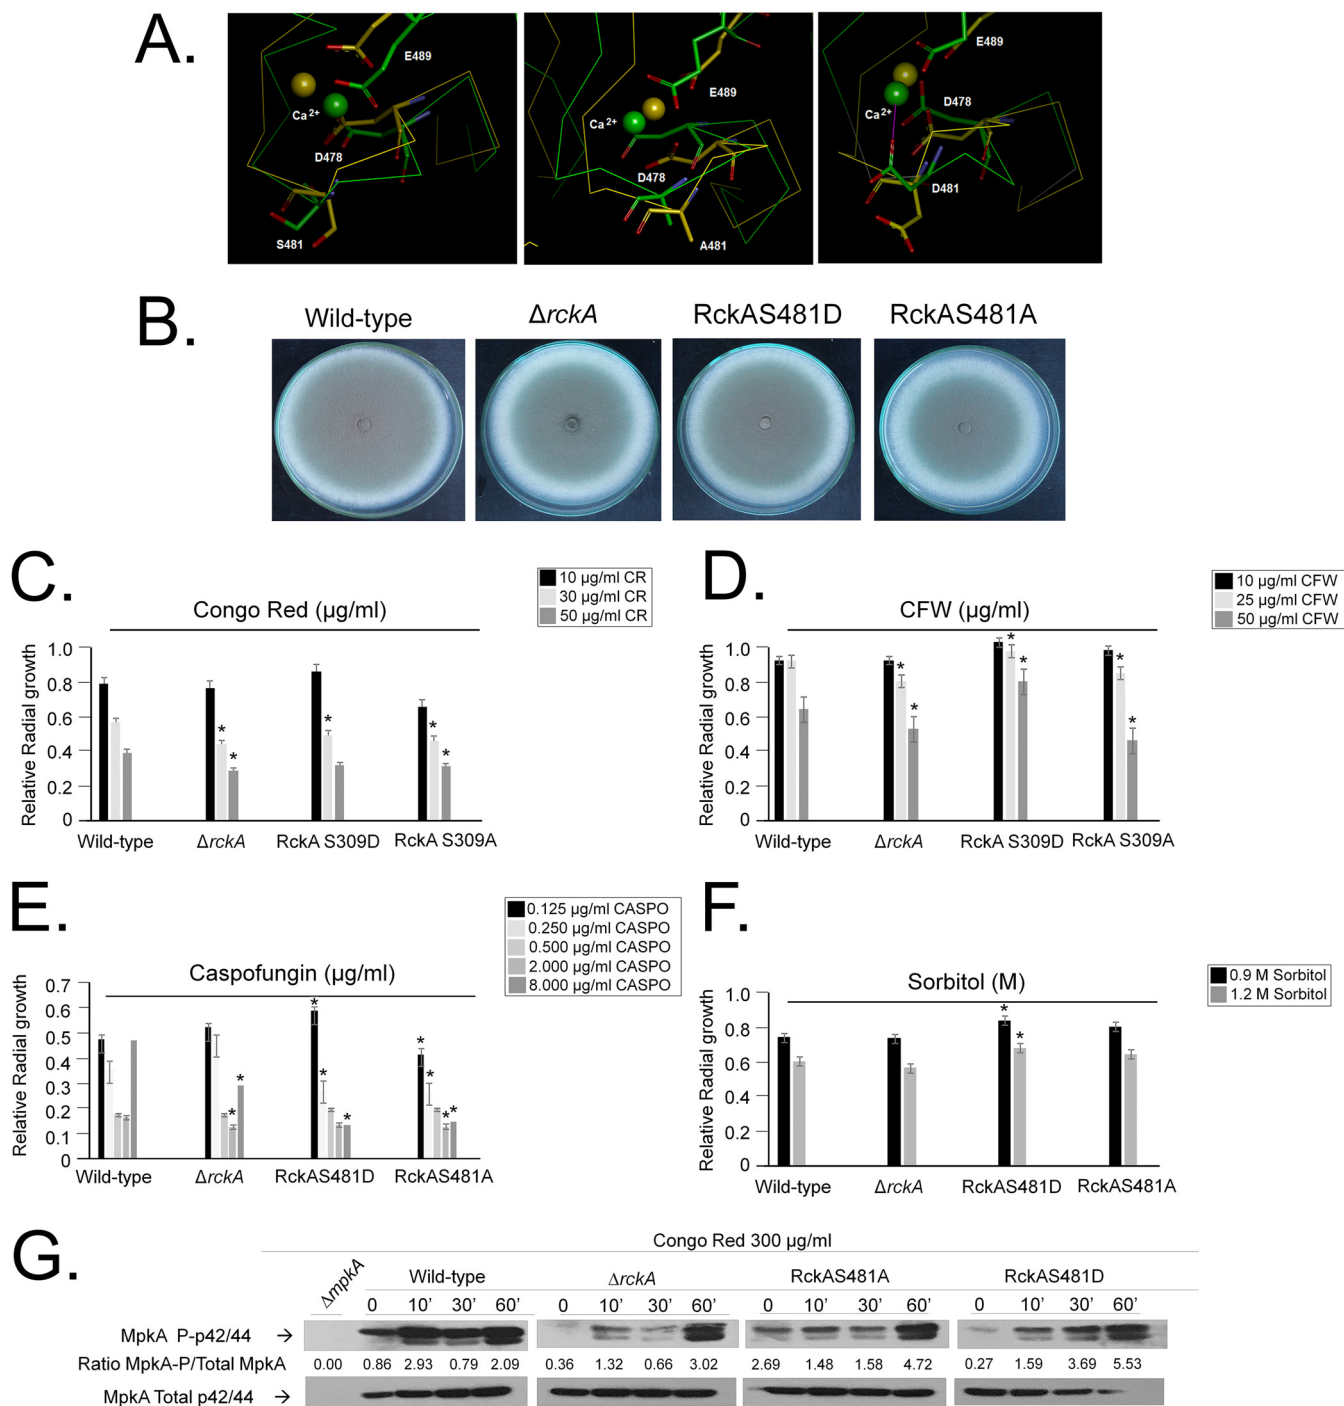 A.
E489
Ca2+
D478
S481
E489
Ca2+
D478
A481
E489
D478
Ca2+
D481
B.
Wild-type
ΔrckA
RckAS481D
RckAS481A
C.
10 µg/ml CR
30 µg/ml CR
50 µg/ml CR
Congo Red (µg/ml)
Relative Radial growth
1.0
0.8
0.6
0.4
0.2
0
* * * * *
Wild-type ΔrckA RckA S309D RckA S309A
D.
10 µg/ml CFW
25 µg/ml CFW
50 µg/ml CFW
CFW (µg/ml)
Relative Radial growth
1.0
0.8
0.6
0.4
0.2
0
* * * * * *
Wild-type ΔrckA RckA S309D RckA S309A
E.
0.125 µg/ml CASPO
0.250 µg/ml CASPO
0.500 µg/ml CASPO
2.000 µg/ml CASPO
8.000 µg/ml CASPO
Caspofungin (µg/ml)
Relative Radial growth
0.7
0.5
0.4
0.3
0.2
0.1
0
* * * * * * * * *
Wild-type ΔrckA RckAS481D RckAS481A
F.
0.9 M Sorbitol
1.2 M Sorbitol
Sorbitol (M)
Relative Radial growth
1.0
0.8
0.6
0.4
0.2
0
* *
Wild-type ΔrckA RckAS481D RckAS481A
G.
Congo Red 300 µg/ml
ΔmpkA Wild-type ΔrckA RckAS481A RckAS481D
0 10' 30' 60' 0 10' 30' 60' 0 10' 30' 60' 0 10' 30' 60'
MpkA P-p42/44 →
Ratio MpkA-P/Total MpkA 0.00 0.86 2.93 0.79 2.09 0.36 1.32 0.66 3.02 2.69 1.48 1.58 4.72 0.27 1.59 3.69 5.53
MpkA Total p42/44 →